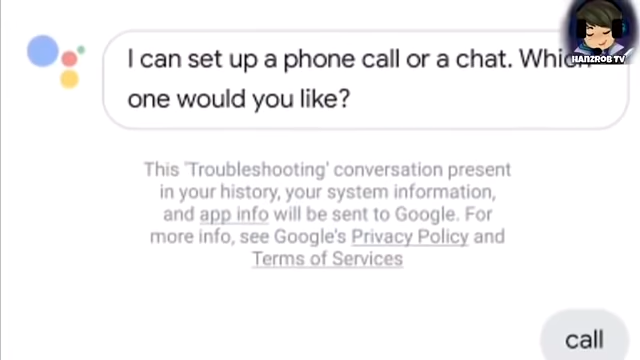 I can set up a phone call or a chat. Which
one would you like?
HANZROB TV
This 'Troubleshooting' conversation present
in your history, your system information,
and app info will be sent to Google. For
more info, see Google's Privacy Policy and
Terms of Services
call